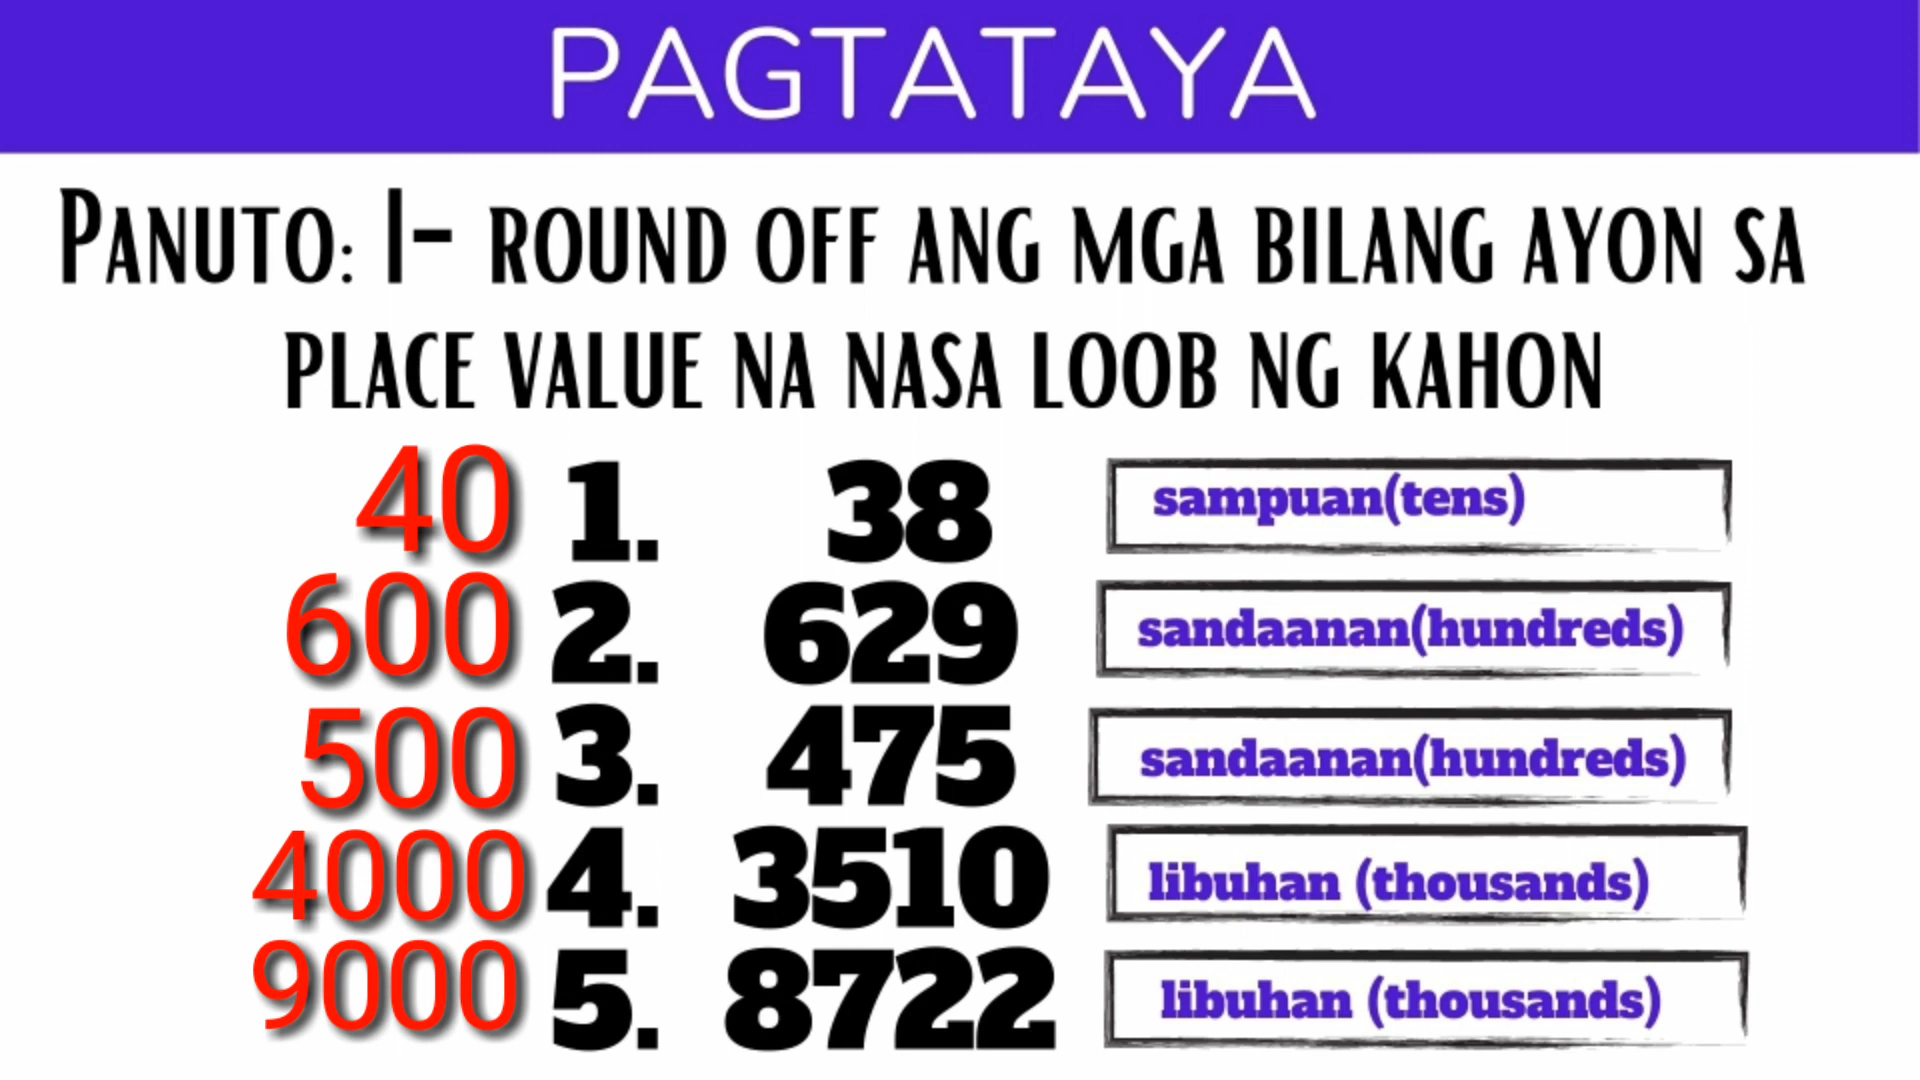 PAGTATAYA
PANUTO: I- ROUND OFF ANG MGA BILANG AYON SA
PLACE VALUE NA NASA LOOB NG KAHON
40 1. 38 sampuan(tens)
600 2. 629 sandaanan(hundreds)
500 3. 475 sandaanan(hundreds)
4000 4. 3510 libuhan (thousands)
9000 5. 8722 libuhan (thousands)